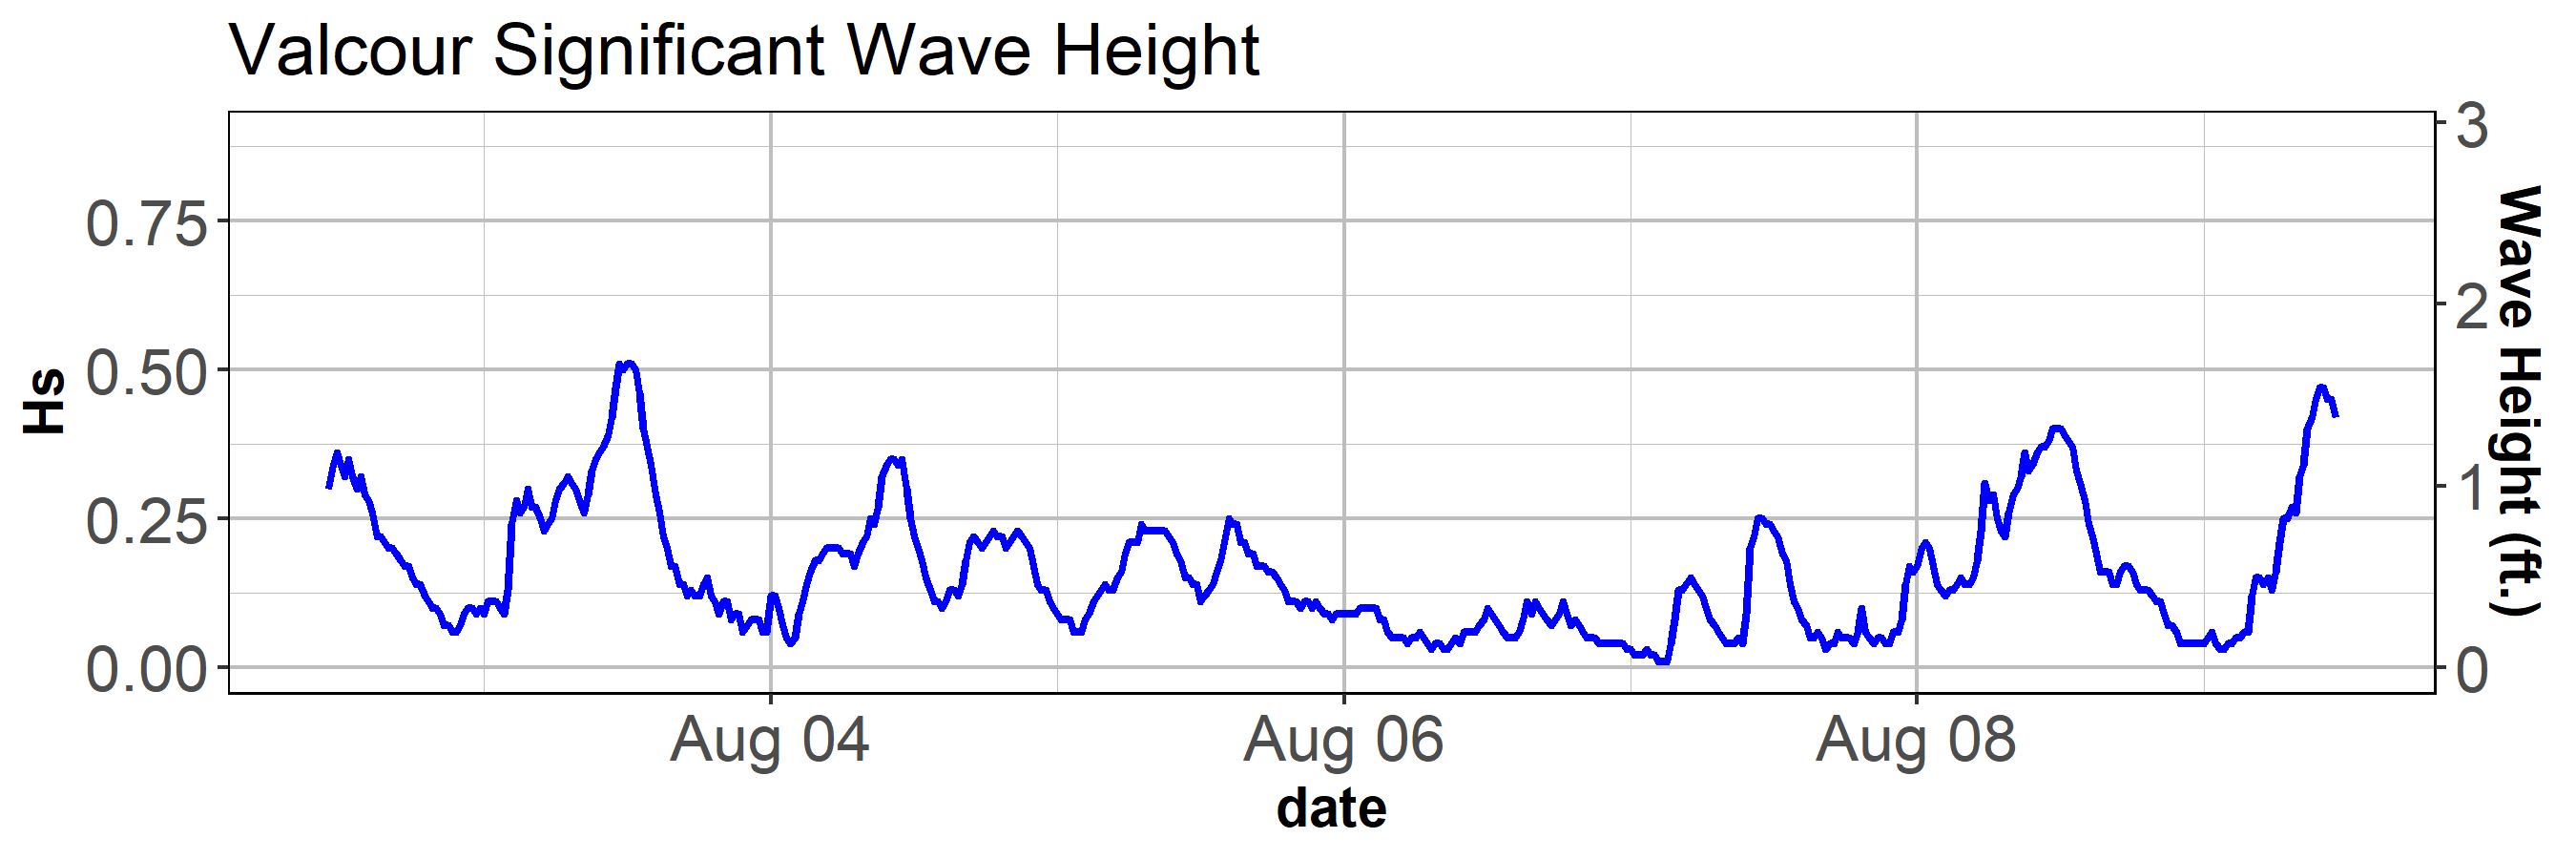 Valcour Significant Wave Height
Hs
0.75
0.50
0.25
0.00
3
2
1
0
Wave Height (ft.)
Aug 04
Aug 06
Aug 08
date